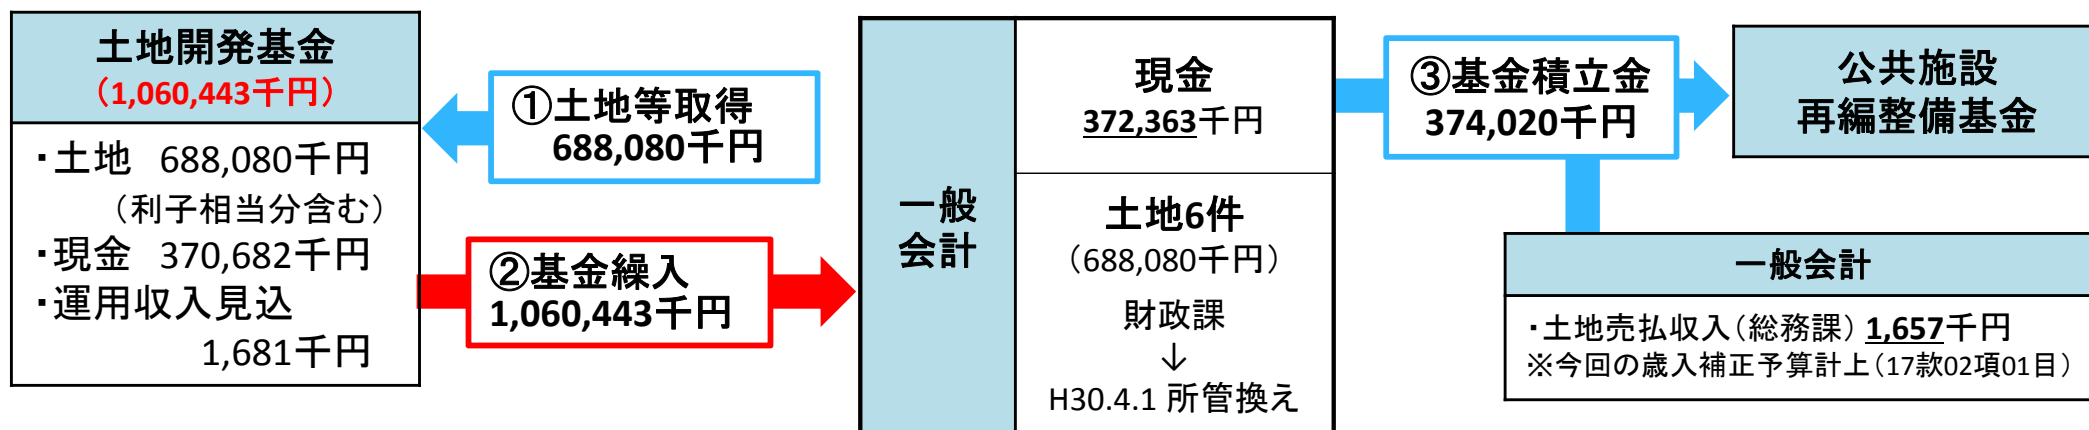 土地開発基金
（1,060,443千円）
・土地 688,080千円
（利子相当分含む）
・現金 370,682千円
・運用収入見込
1,681千円
①土地等取得
688,080千円
②基金繰入
1,060,443千円
一般
会計
現金
372,363千円
土地6件
（688,080千円）
財政課
↓
H30.4.1 所管換え
③基金積立金
374,020千円
公共施設
再編整備基金
一般会計
・土地売払収入（総務課） 1,657千円
※今回の歳入補正予算計上（17款02項01目）